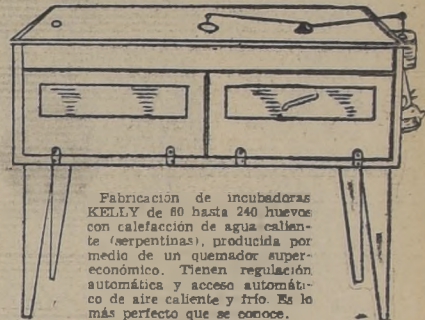 Fabricación de incubadoras
KELLY de 60 hasta 240 huevos
con calefacción de agua calien-
te (serpentinas), producida por
medio de un quemador super-
económico. Tienen regulación
automática y acceso automáti-
co de aire caliente y frío. Es lo
más perfecto que se conoce.